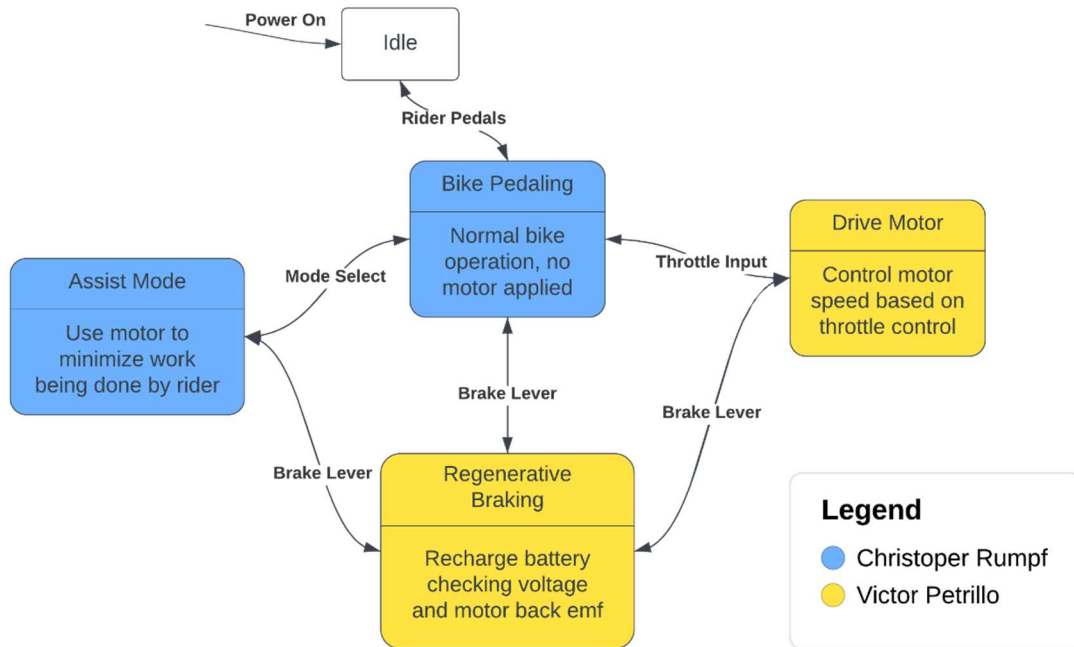 Power On
Idle
Rider Pedals
Bike Pedaling
Normal bike
operation, no
motor applied
Drive Motor
Control motor
speed based on
throttle control
Throttle Input
Mode Select
Assist Mode
Use motor to
minimize work
being done by rider
Brake Lever
Brake Lever
Brake Lever
Regenerative
Braking
Recharge battery
checking voltage
and motor back emf
Legend
Christoper Rumpf
Victor Petrillo